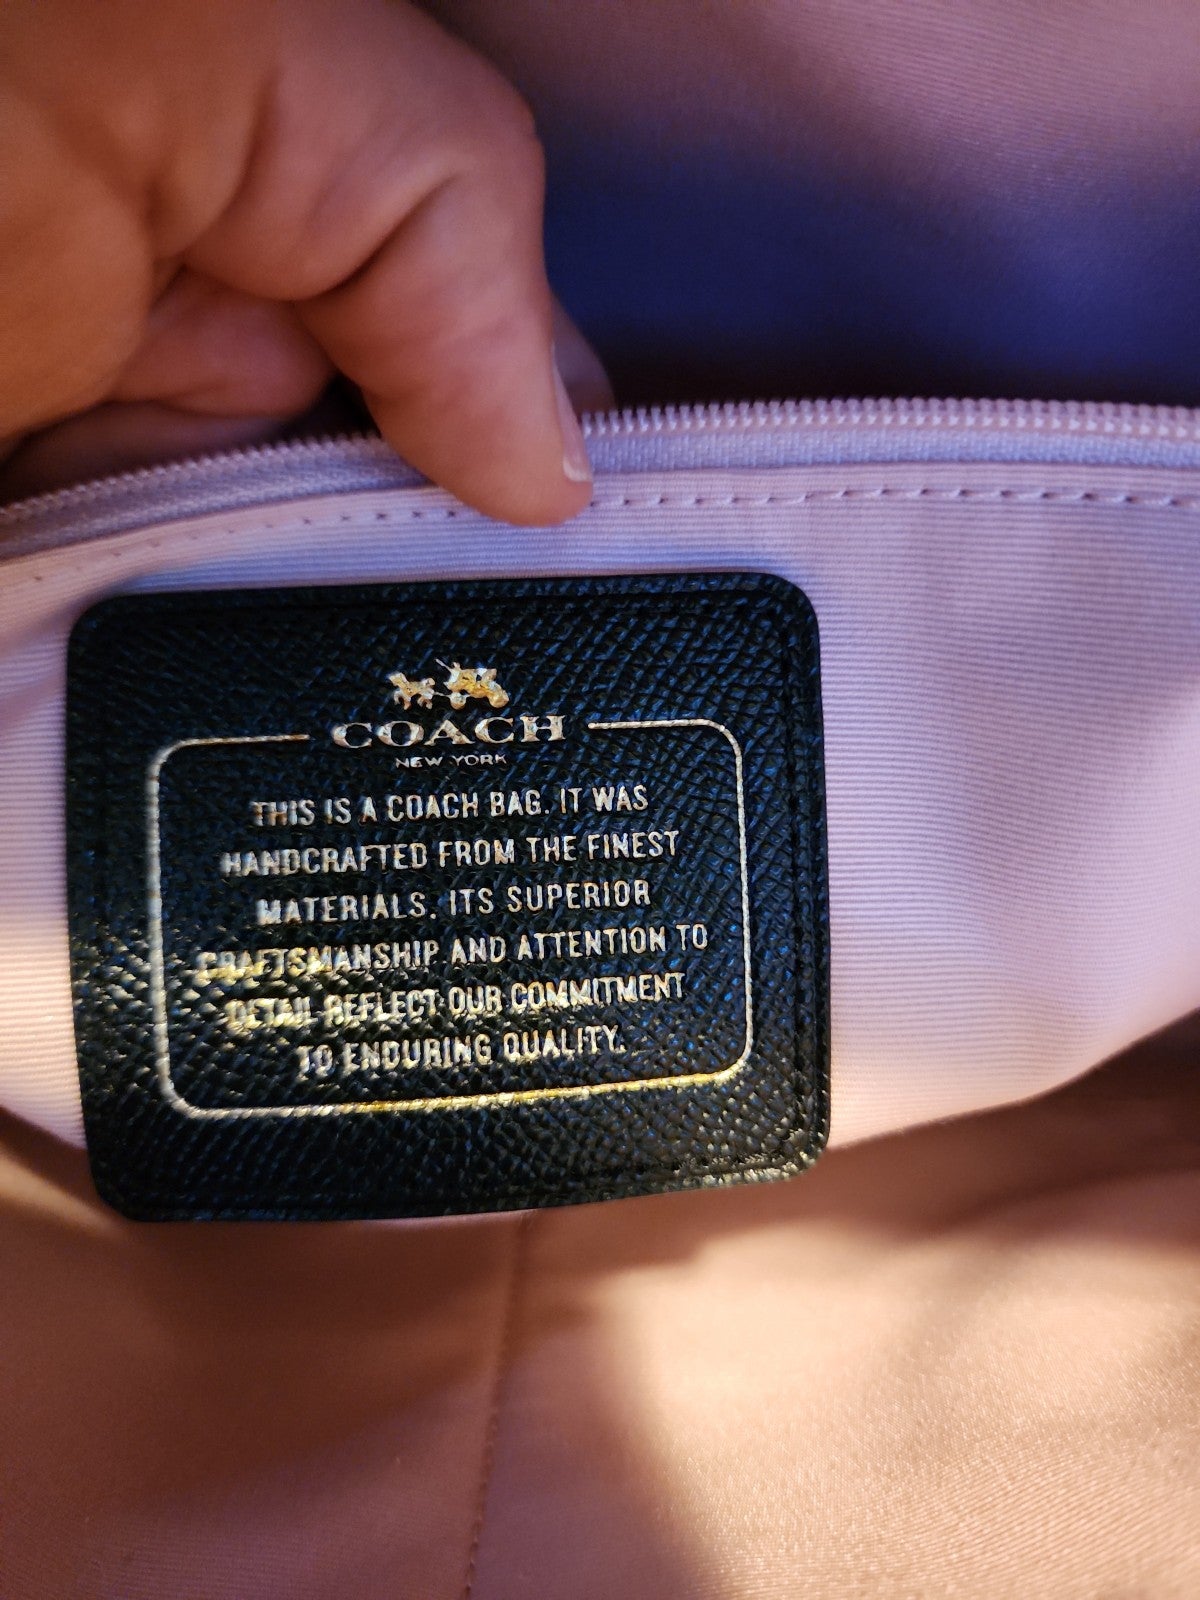 COACH
NEW YORK
THIS IS A COACH BAG. IT WAS
HANDCRAFTED FROM THE FINEST
MATERIALS. ITS SUPERIOR
CRAFTSMANSHIP AND ATTENTION TO
DETAIL REFLECT OUR COMMITMENT
TO ENDURING QUALITY.